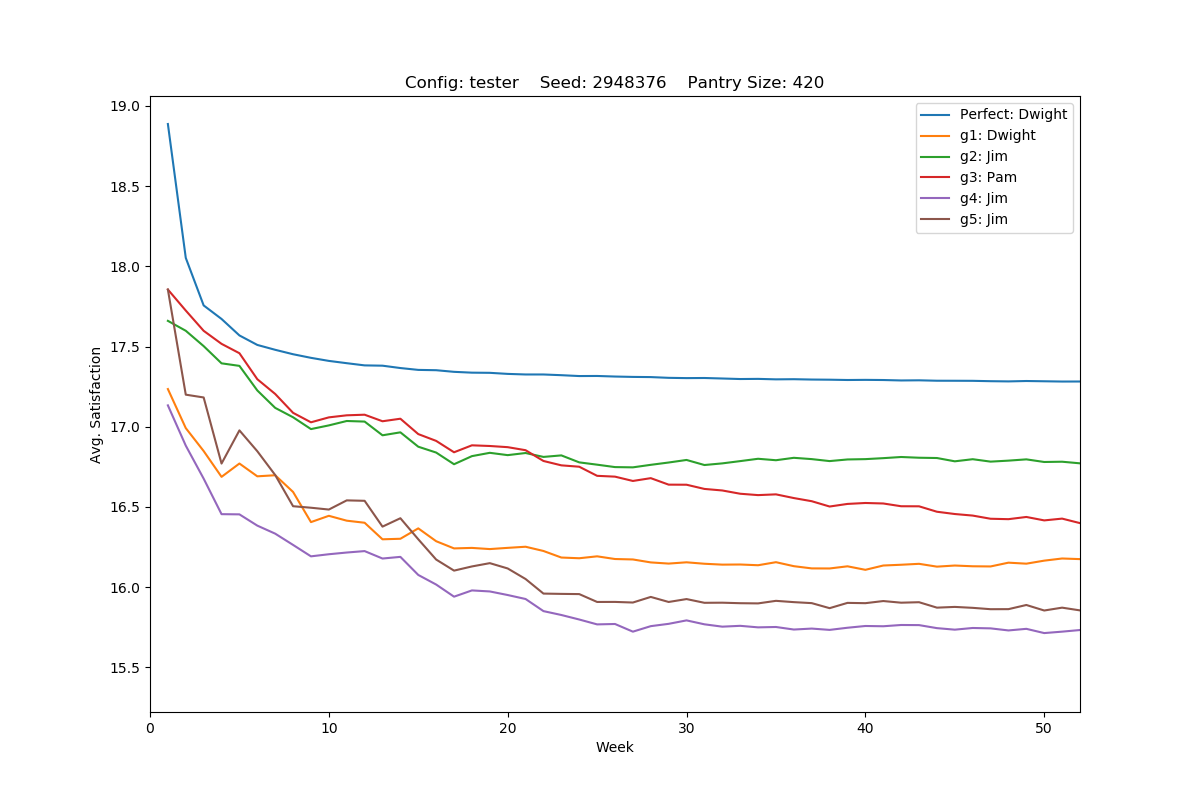 Config: tester    Seed: 2948376    Pantry Size: 420
19.0
18.5
18.0
17.5
17.0
16.5
16.0
15.5
Avg. Satisfaction
Perfect: Dwight
g1: Dwight
g2: Jim
g3: Pam
g4: Jim
g5: Jim
0 10 20 30 40 50
Week